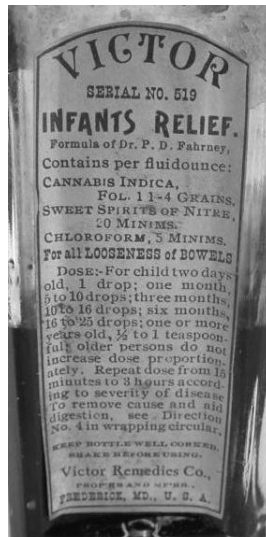 VICTOR
SERIAL NO. 519
INFANTS RELIEF.
Formula of Dr. P. D. Fahrney,
Contains per fluidounce:
CANNABIS INDICA,
FOL. 1 1-4 GRAINS,
SWEET SPIRITS OF NITRE,
20 MINIMS.
CHLOROFORM, 5 MINIMS.
For all LOOSENESS of BOWELS
DOSE:-For child two days
old, 1 drop; one month,
5 to 10 drops; three months,
10 to 16 drops; six months,
16 to 25 drops; one or more
years old, ½ to 1 teaspoon-
ful; older persons do not
increase dose proportion-
ately. Repeat dose from 15
minutes to 3 hours accord-
ing to severity of disease
To remove cause and aid
digestion, see Direction
No. 4 in wrapping circular.
KEEP BOTTLE WELL CORKED.
SHAKE BEFORE USING.
Victor Remedies Co.,
PROP'RS AND MF'RS.,
FREDERICK, MD., U. S. A.